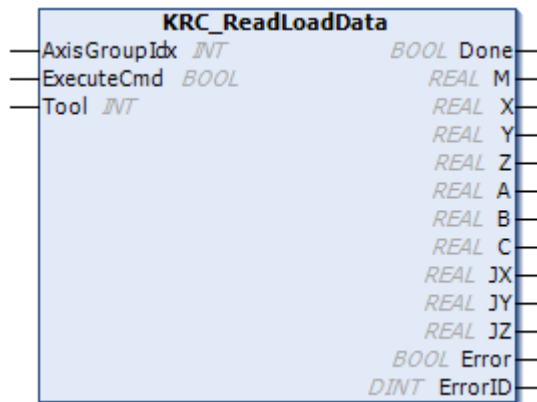 KRC_ReadLoadData
AxisGroupIdx INT BOOL Done
ExecuteCmd BOOL REAL M
Tool INT REAL X
REAL Y
REAL Z
REAL A
REAL B
REAL C
REAL JX
REAL JY
REAL JZ
BOOL Error
DINT ErrorID